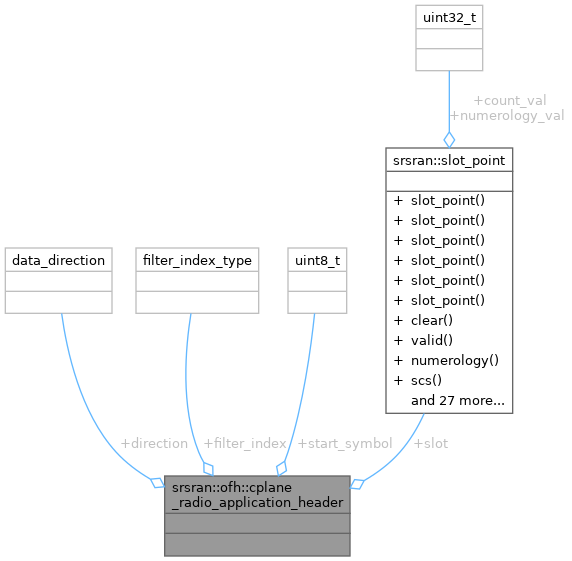 uint32_t
+count_val
+numerology_val
srsran::slot_point
+ slot_point()
+ slot_point()
+ slot_point()
+ slot_point()
+ slot_point()
+ slot_point()
+ clear()
+ valid()
+ numerology()
+ scs()
and 27 more...
data_direction
filter_index_type
uint8_t
+direction
+filter_index
+start_symbol
+slot
srsran::ofh::cplane
_radio_application_header